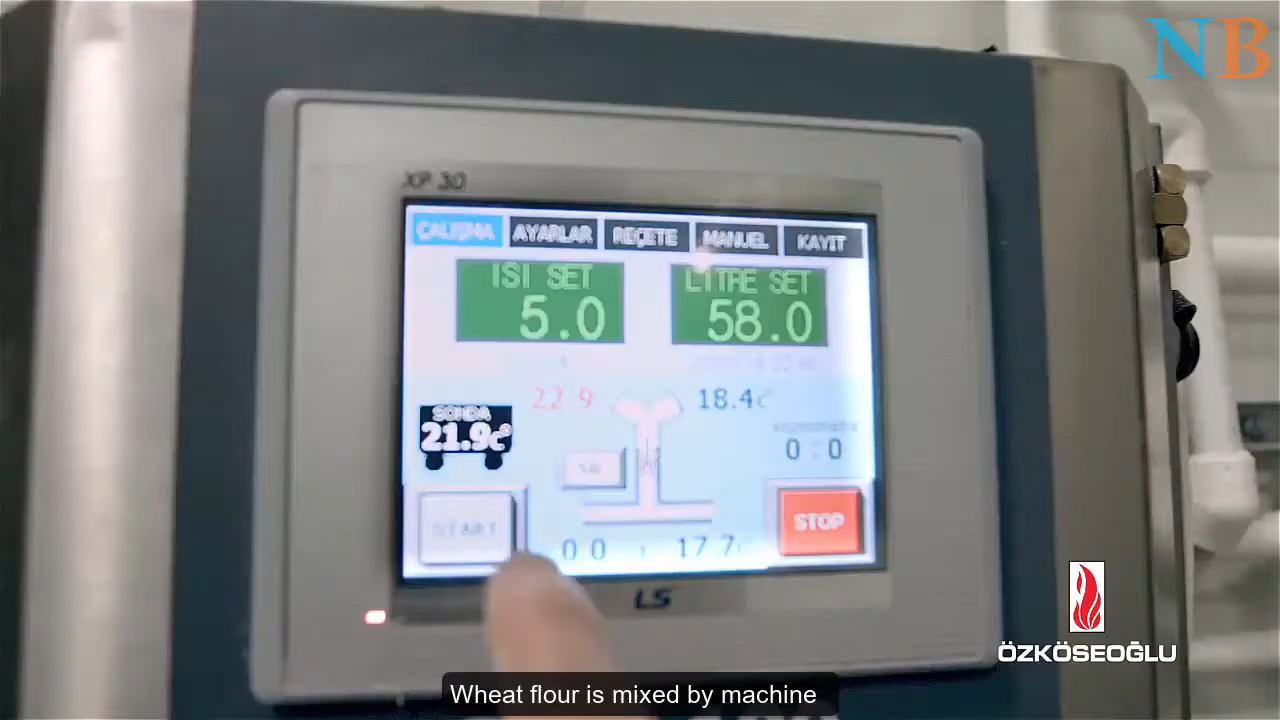 NB
XP 30
ÇALIŞMA AYARLAR REÇETE MANUEL KAYIT
ISI SET LITRE SET
5.0 58.0
22.9 18.4c°
SONDA
21.9c°
0 : 0
START STOP
0.0 : 17.7c
LS
ÖZKÖSEOĞLU
Wheat flour is mixed by machine